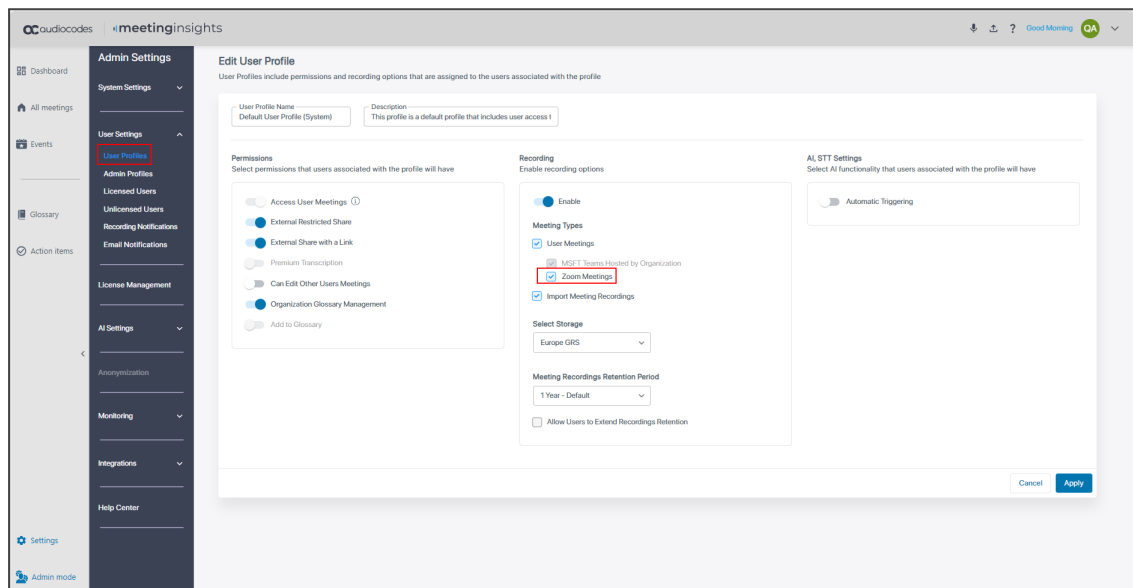 audiocodes meetinginsights
? Good Morning QA
Dashboard
All meetings
Events
Glossary
Action items
Settings
Admin mode
Admin Settings
System Settings
User Settings
User Profiles
Admin Profiles
Licensed Users
Unlicensed Users
Recording Notifications
Email Notifications
License Management
AI Settings
Anonymization
Monitoring
Integrations
Help Center
Edit User Profile
User Profiles include permissions and recording options that are assigned to the users associated with the profile
User Profile Name
Default User Profile (System)
Description
This profile is a default profile that includes user access t
Permissions
Select permissions that users associated with the profile will have
Access User Meetings
External Restricted Share
External Share with a Link
Premium Transcription
Can Edit Other Users Meetings
Organization Glossary Management
Add to Glossary
Recording
Enable recording options
Enable
Meeting Types
User Meetings
MSFT Teams Hosted by Organization
Zoom Meetings
Import Meeting Recordings
Select Storage
Europe GRS
Meeting Recordings Retention Period
1 Year - Default
Allow Users to Extend Recordings Retention
AI, STT Settings
Select AI functionality that users associated with the profile will have
Automatic Triggering
Cancel Apply